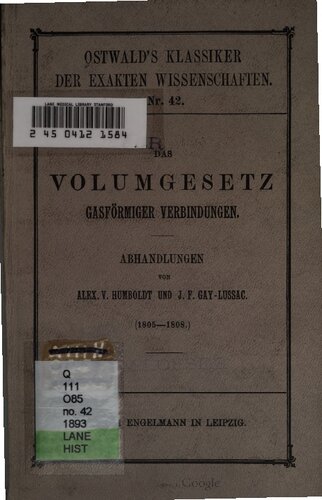 OSTWALD'S KLASSIKER
DER EXAKTEN WISSENSCHAFTEN.
Nr. 42.
LANE MEDICAL LIBRARY STANFORD
2 45 0412 1584
R
DAS
VOLUMGESETZ
GASFÖRMIGER VERBINDUNGEN.
ABHANDLUNGEN
VON
ALEX. V. HUMBOLDT UND J. F. GAY-LUSSAC.
(1805—1808.)
Q
111
O85
no. 42
1893
LANE
HIST
ENGELMANN IN LEIPZIG.
Google